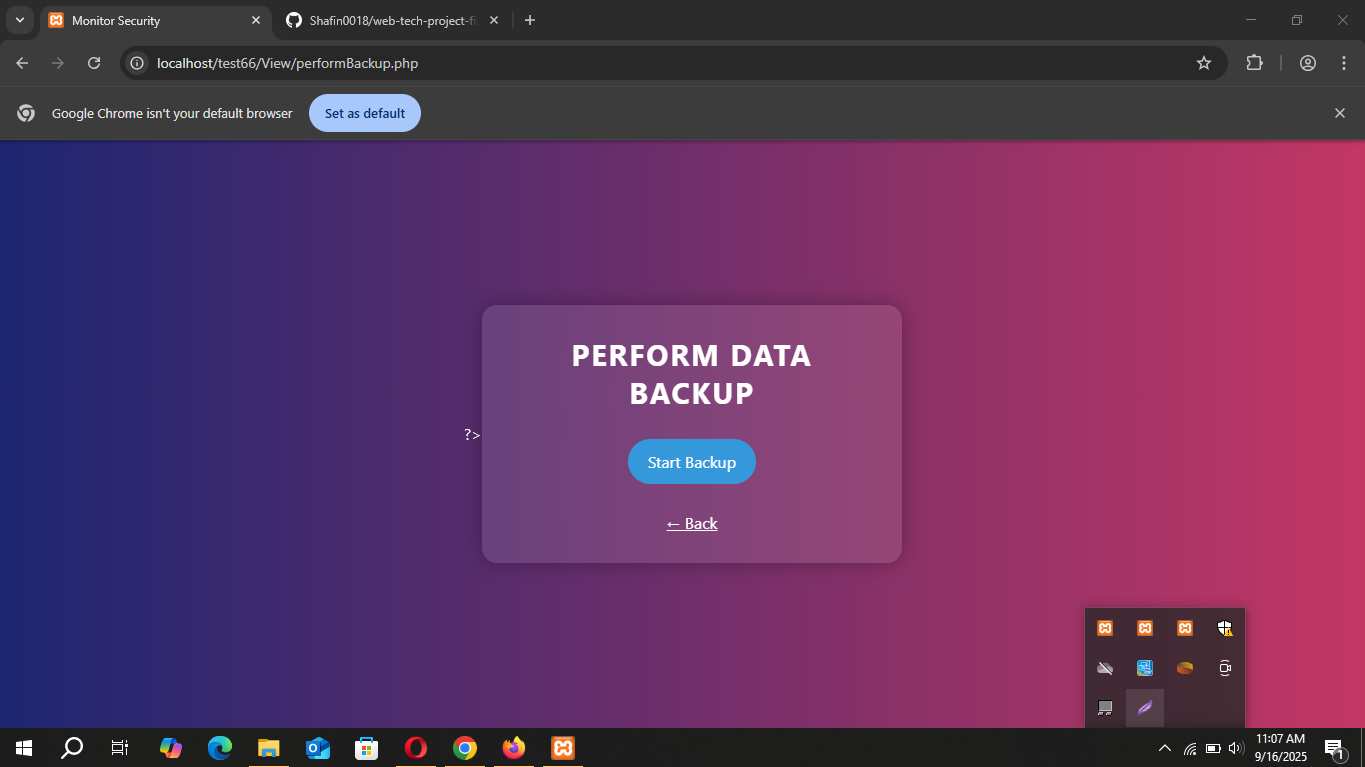 Monitor Security
Shafin0018/web-tech-project-fi
localhost/test66/View/performBackup.php
Google Chrome isn't your default browser
Set as default
PERFORM DATA
BACKUP
?>
Start Backup
← Back
11:07 AM
9/16/2025
1